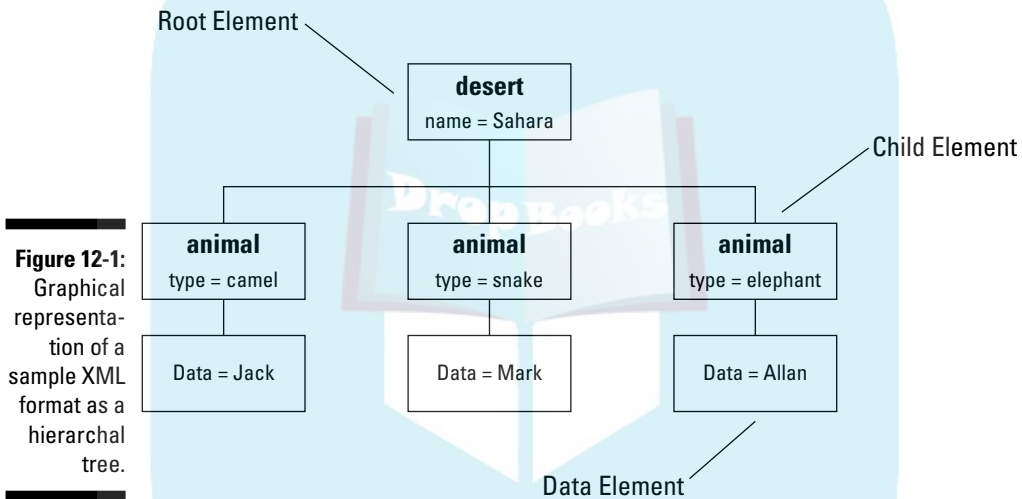 Root Element
desert
name = Sahara
Child Element
DropBooks
animal
type = camel
animal
type = snake
animal
type = elephant
Figure 12-1:
Graphical
representa-
tion of a
sample XML
format as a
hierarchal
tree.
Data = Jack
Data = Mark
Data = Allan
Data Element